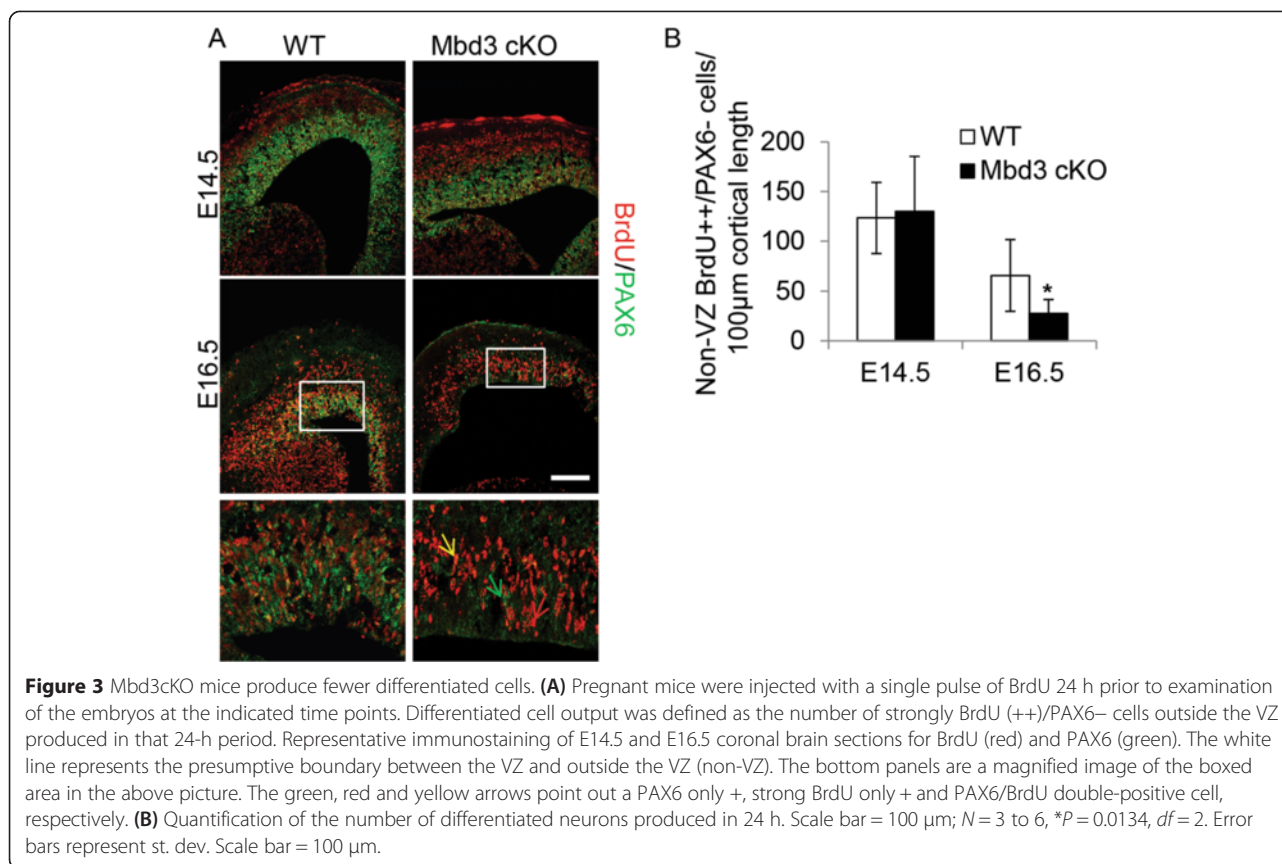 A
WT
Mbd3 cKO
E14.5
E16.5
BrdU/PAX6
B
Non-VZ BrdU++/PAX6- cells/
100µm cortical length
200
150
100
50
0
WT
Mbd3 cKO
*
E14.5
E16.5
Figure 3 Mbd3cKO mice produce fewer differentiated cells. (A) Pregnant mice were injected with a single pulse of BrdU 24 h prior to examination
of the embryos at the indicated time points. Differentiated cell output was defined as the number of strongly BrdU (++)/PAX6− cells outside the VZ
produced in that 24-h period. Representative immunostaining of E14.5 and E16.5 coronal brain sections for BrdU (red) and PAX6 (green). The white
line represents the presumptive boundary between the VZ and outside the VZ (non-VZ). The bottom panels are a magnified image of the boxed
area in the above picture. The green, red and yellow arrows point out a PAX6 only +, strong BrdU only + and PAX6/BrdU double-positive cell,
respectively. (B) Quantification of the number of differentiated neurons produced in 24 h. Scale bar = 100 μm; N = 3 to 6, *P = 0.0134, df = 2. Error
bars represent st. dev. Scale bar = 100 μm.